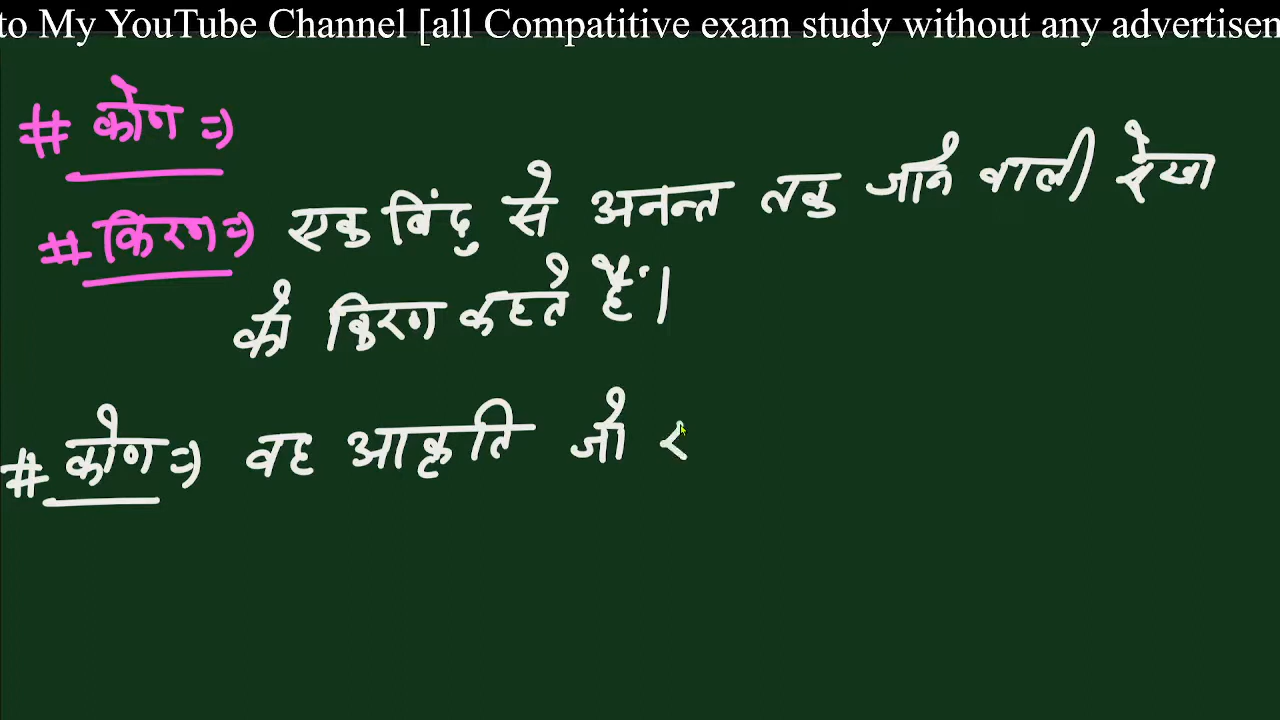 to My YouTube Channel [all Compatitive exam study without any advertisen
# कोण =>
# किरण => एक बिंदु से अनन्त तक जाने वाली रेखा
को किरण कहते हैं।
# कोण => वह आकृति जो